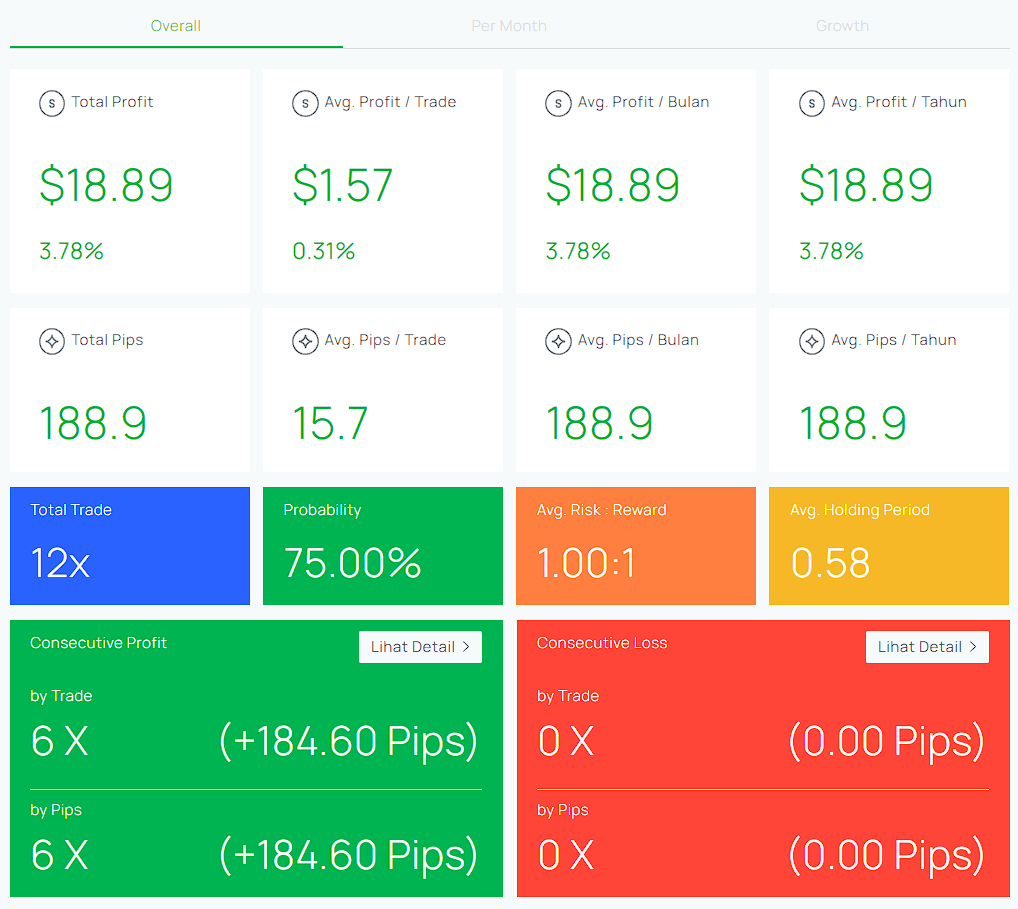 Overall Per Month Growth
Total Profit Avg. Profit / Trade Avg. Profit / Bulan Avg. Profit / Tahun
$18.89 $1.57 $18.89 $18.89
3.78% 0.31% 3.78% 3.78%
Total Pips Avg. Pips / Trade Avg. Pips / Bulan Avg. Pips / Tahun
188.9 15.7 188.9 188.9
Total Trade Probability Avg. Risk : Reward Avg. Holding Period
12x 75.00% 1.00:1 0.58
Consecutive Profit Lihat Detail >
by Trade
6 X (+184.60 Pips)
by Pips
6 X (+184.60 Pips)
Consecutive Loss Lihat Detail >
by Trade
0 X (0.00 Pips)
by Pips
0 X (0.00 Pips)